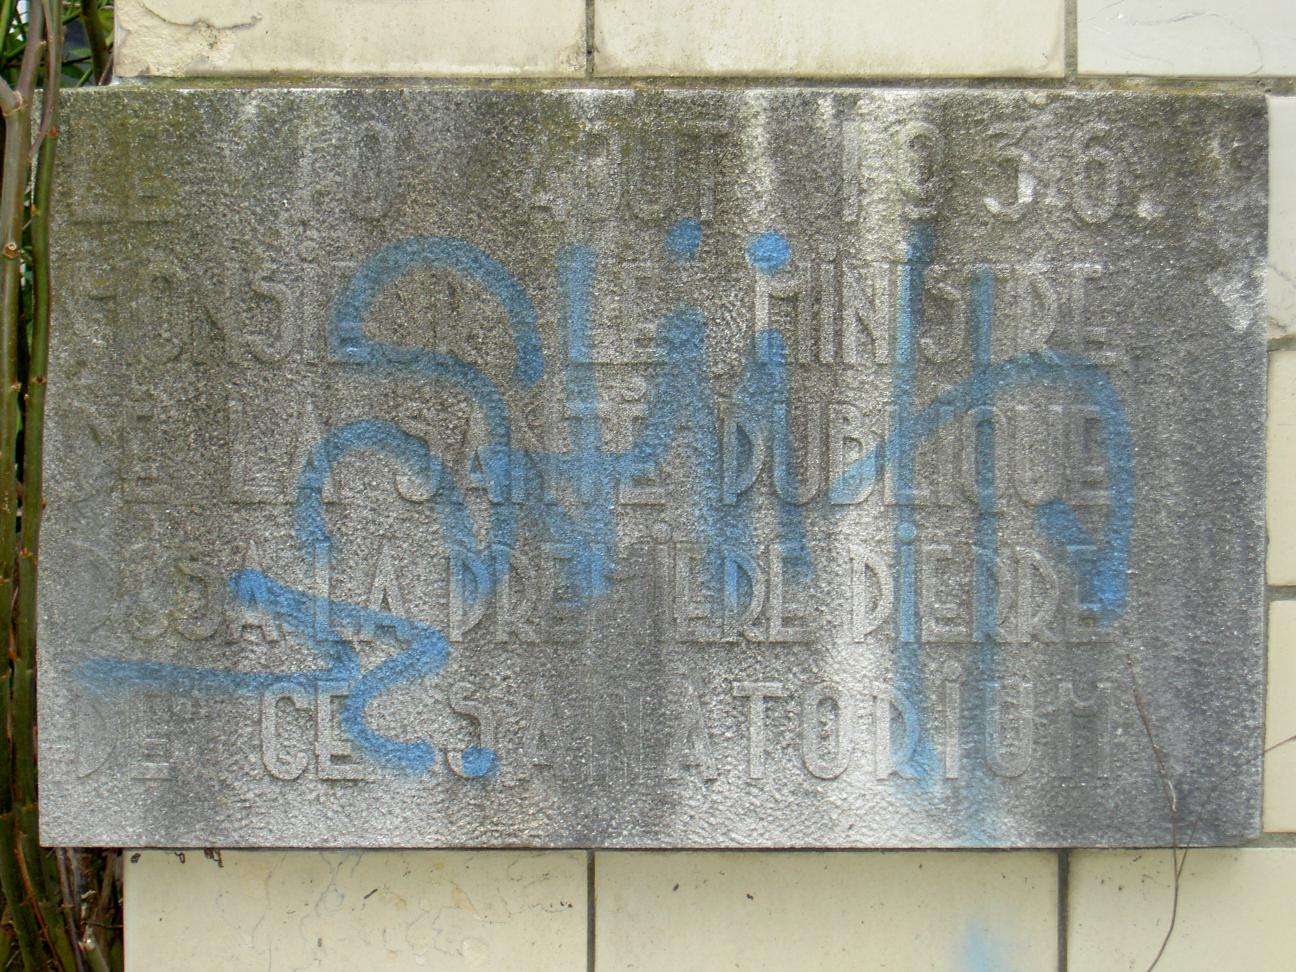 LE 10 AOUT 1936.
MONSIEUR LE MINISTRE
DE LA SANTE PUBLIQUE
POSA LA PREMiERE PiERRE
DE CE SANATORIUM